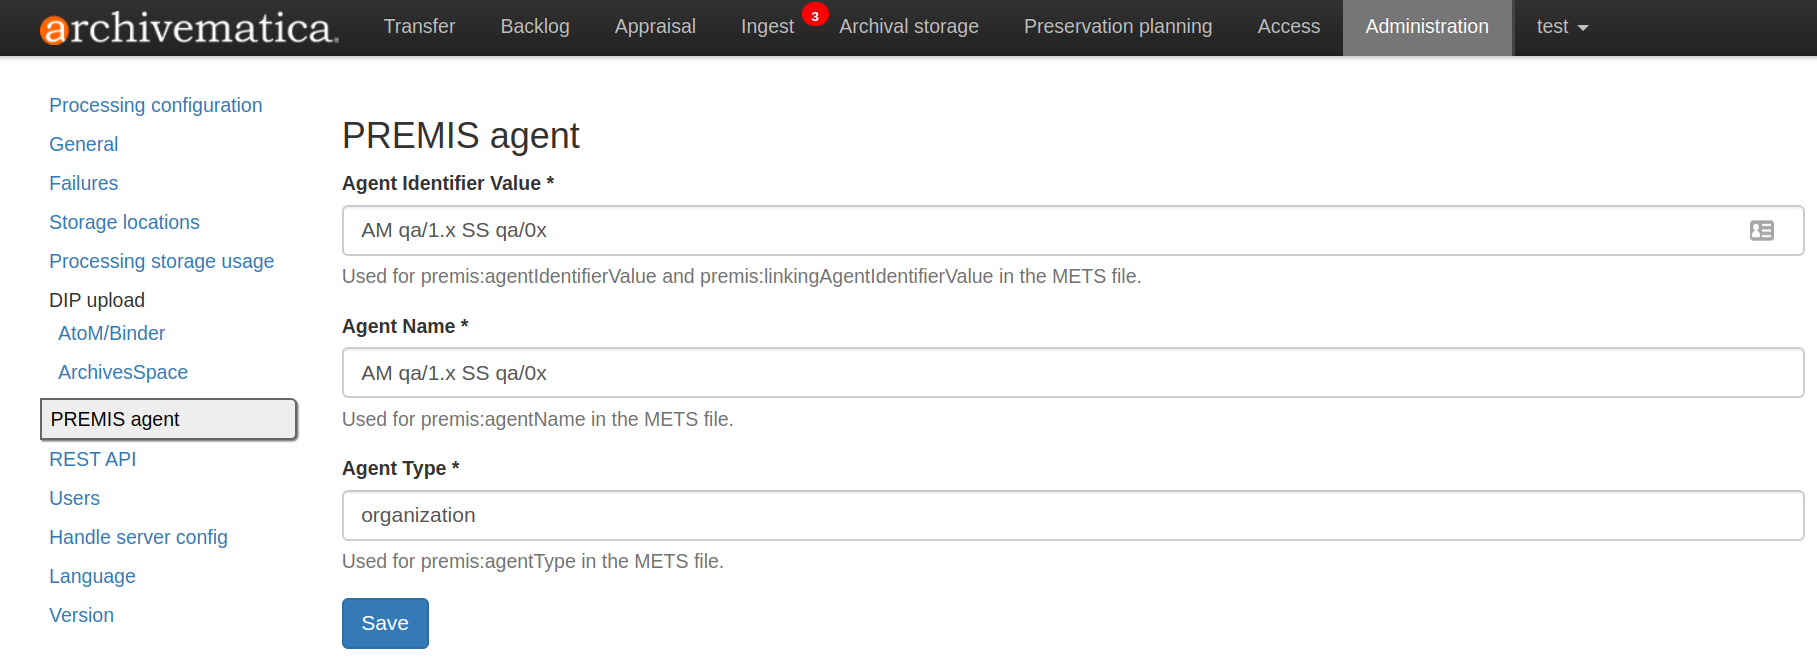 archivematica.
Transfer Backlog Appraisal Ingest 3 Archival storage Preservation planning Access Administration test
Processing configuration
General
Failures
Storage locations
Processing storage usage
DIP upload
AtoM/Binder
ArchivesSpace
PREMIS agent
REST API
Users
Handle server config
Language
Version
PREMIS agent
Agent Identifier Value *
AM qa/1.x SS qa/0x
Used for premis:agentIdentifierValue and premis:linkingAgentIdentifierValue in the METS file.
Agent Name *
AM qa/1.x SS qa/0x
Used for premis:agentName in the METS file.
Agent Type *
organization
Used for premis:agentType in the METS file.
Save